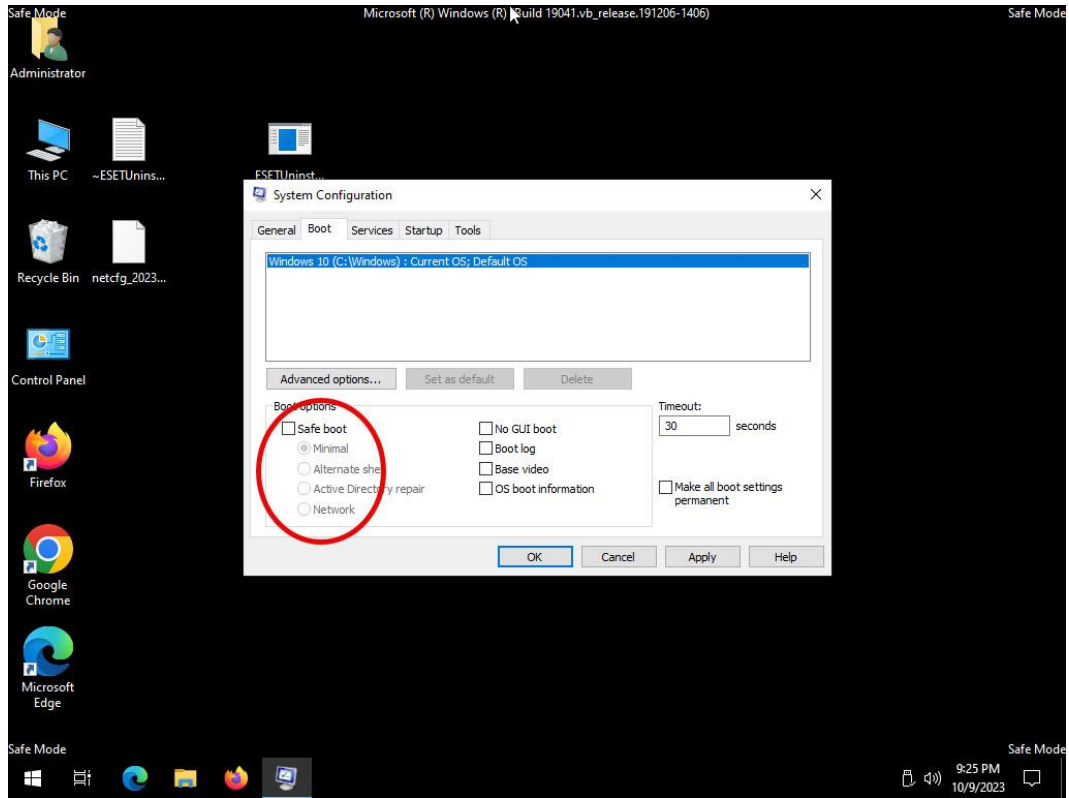 Safe Mode
Microsoft (R) Windows (R) (Build 19041.vb_release.191206-1406)
Safe Mode
Administrator
This PC
~ESETUnins...
ESETUninst...
Recycle Bin
netcfg_2023...
Control Panel
Firefox
Google
Chrome
Microsoft
Edge
System Configuration
General
Boot
Services
Startup
Tools
Windows 10 (C:\Windows) : Current OS; Default OS
Advanced options...
Set as default
Delete
Boot options
Safe boot
Minimal
Alternate shell
Active Directory repair
Network
No GUI boot
Boot log
Base video
OS boot information
Timeout:
30 seconds
Make all boot settings
permanent
OK
Cancel
Apply
Help
Safe Mode
Safe Mode
9:25 PM
10/9/2023